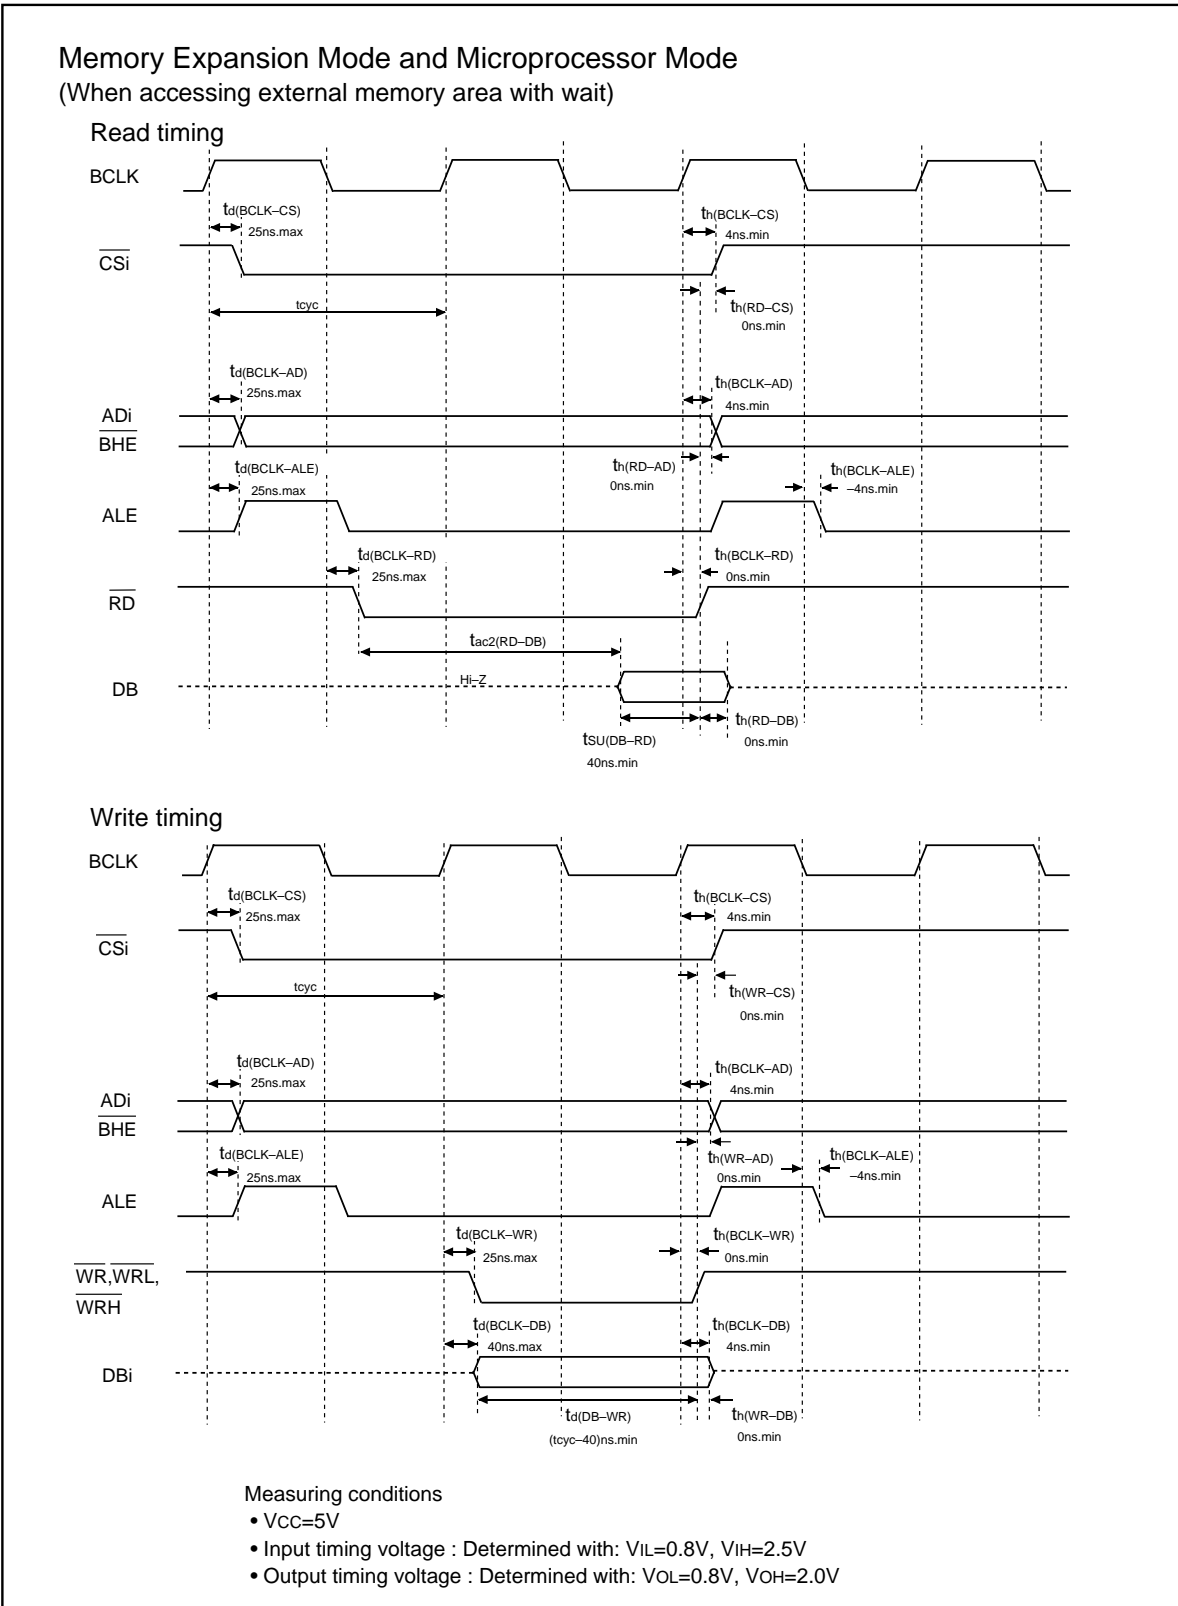 Memory Expansion Mode and Microprocessor Mode
(When accessing external memory area with wait)
Read timing
BCLK
td(BCLK–CS)
25ns.max
th(BCLK–CS)
4ns.min
CSi
tcyc
th(RD–CS)
0ns.min
td(BCLK–AD)
25ns.max
th(BCLK–AD)
4ns.min
ADi
BHE
th(RD–AD)
0ns.min
td(BCLK–ALE)
25ns.max
th(BCLK–ALE)
–4ns.min
ALE
td(BCLK–RD)
25ns.max
th(BCLK–RD)
0ns.min
RD
tac2(RD–DB)
DB
Hi–Z
tSU(DB–RD)
40ns.min
th(RD–DB)
0ns.min
Write timing
BCLK
td(BCLK–CS)
25ns.max
th(BCLK–CS)
4ns.min
CSi
tcyc
th(WR–CS)
0ns.min
td(BCLK–AD)
25ns.max
th(BCLK–AD)
4ns.min
ADi
BHE
td(BCLK–ALE)
25ns.max
th(WR–AD)
0ns.min
th(BCLK–ALE)
–4ns.min
ALE
td(BCLK–WR)
25ns.max
th(BCLK–WR)
0ns.min
WR,WRL,
WRH
td(BCLK–DB)
40ns.max
th(BCLK–DB)
4ns.min
DBi
td(DB–WR)
(tcyc–40)ns.min
th(WR–DB)
0ns.min
Measuring conditions
• VCC=5V
• Input timing voltage : Determined with: VIL=0.8V, VIH=2.5V
• Output timing voltage : Determined with: VOL=0.8V, VOH=2.0V